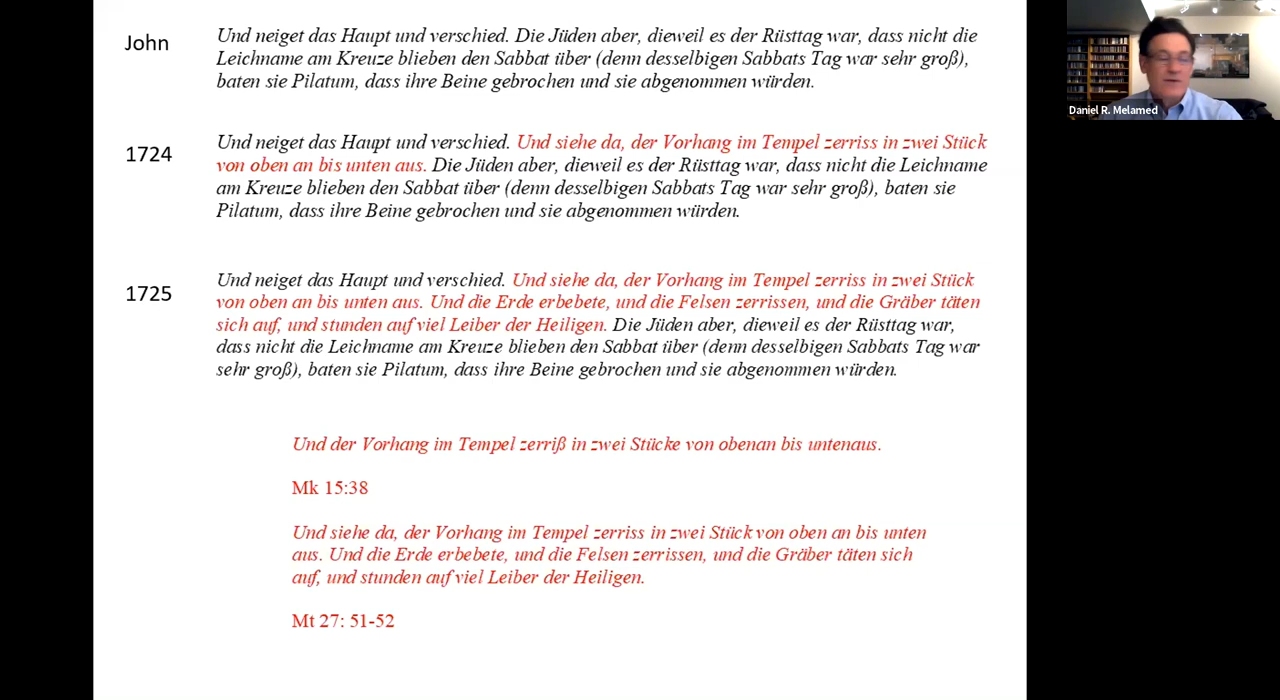 John
Und neiget das Haupt und verschied. Die Jüden aber, dieweil es der Rüsttag war, dass nicht die
Leichname am Kreuze blieben den Sabbat über (denn desselbigen Sabbats Tag war sehr groß),
baten sie Pilatum, dass ihre Beine gebrochen und sie abgenommen würden.
1724
Und neiget das Haupt und verschied. Und siehe da, der Vorhang im Tempel zerriss in zwei Stück
von oben an bis unten aus. Die Jüden aber, dieweil es der Rüsttag war, dass nicht die Leichname
am Kreuze blieben den Sabbat über (denn desselbigen Sabbats Tag war sehr groß), baten sie
Pilatum, dass ihre Beine gebrochen und sie abgenommen würden.
1725
Und neiget das Haupt und verschied. Und siehe da, der Vorhang im Tempel zerriss in zwei Stück
von oben an bis unten aus. Und die Erde erbebete, und die Felsen zerrissen, und die Gräber täten
sich auf, und stunden auf viel Leiber der Heiligen. Die Jüden aber, dieweil es der Rüsttag war,
dass nicht die Leichname am Kreuze blieben den Sabbat über (denn desselbigen Sabbats Tag war
sehr groß), baten sie Pilatum, dass ihre Beine gebrochen und sie abgenommen würden.
Und der Vorhang im Tempel zerriß in zwei Stücke von obenan bis untenaus.
Mk 15:38
Und siehe da, der Vorhang im Tempel zerriss in zwei Stück von oben an bis unten
aus. Und die Erde erbebete, und die Felsen zerrissen, und die Gräber täten sich
auf, und stunden auf viel Leiber der Heiligen.
Mt 27: 51-52
Daniel R. Melamed